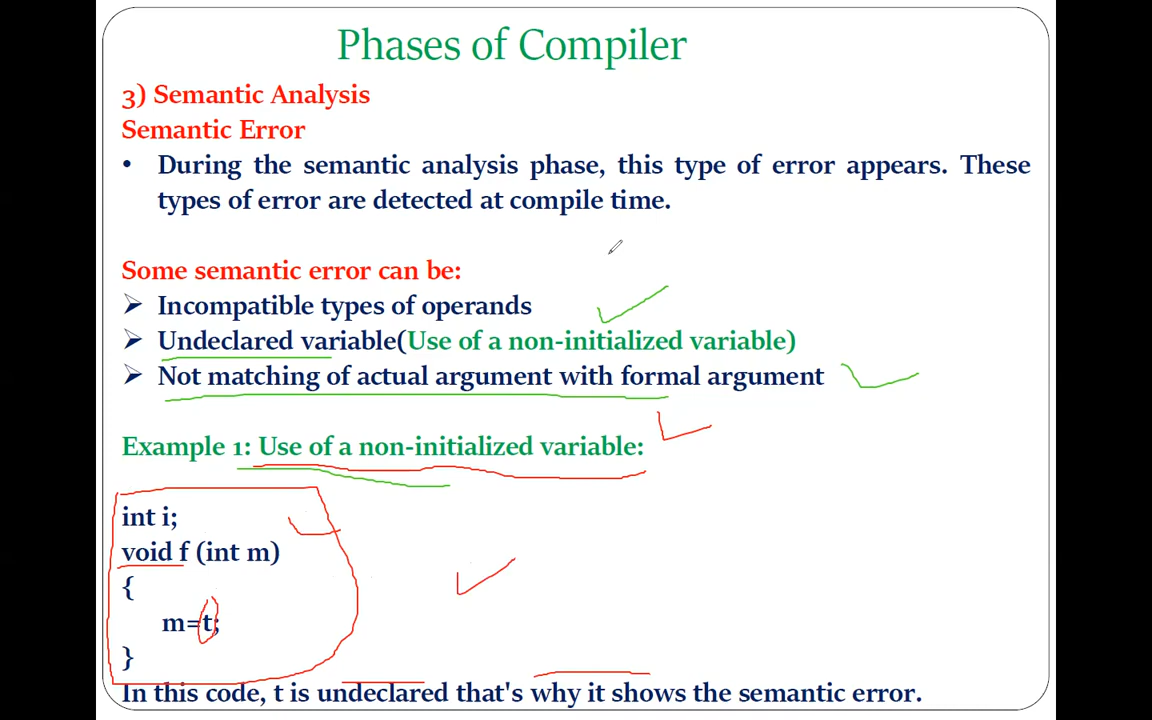 Phases of Compiler
3) Semantic Analysis
Semantic Error
• During the semantic analysis phase, this type of error appears. These
types of error are detected at compile time.
Some semantic error can be:
➢ Incompatible types of operands
➢ Undeclared variable(Use of a non-initialized variable)
➢ Not matching of actual argument with formal argument
Example 1: Use of a non-initialized variable:
int i;
void f (int m)
{
m=t;
}
In this code, t is undeclared that's why it shows the semantic error.